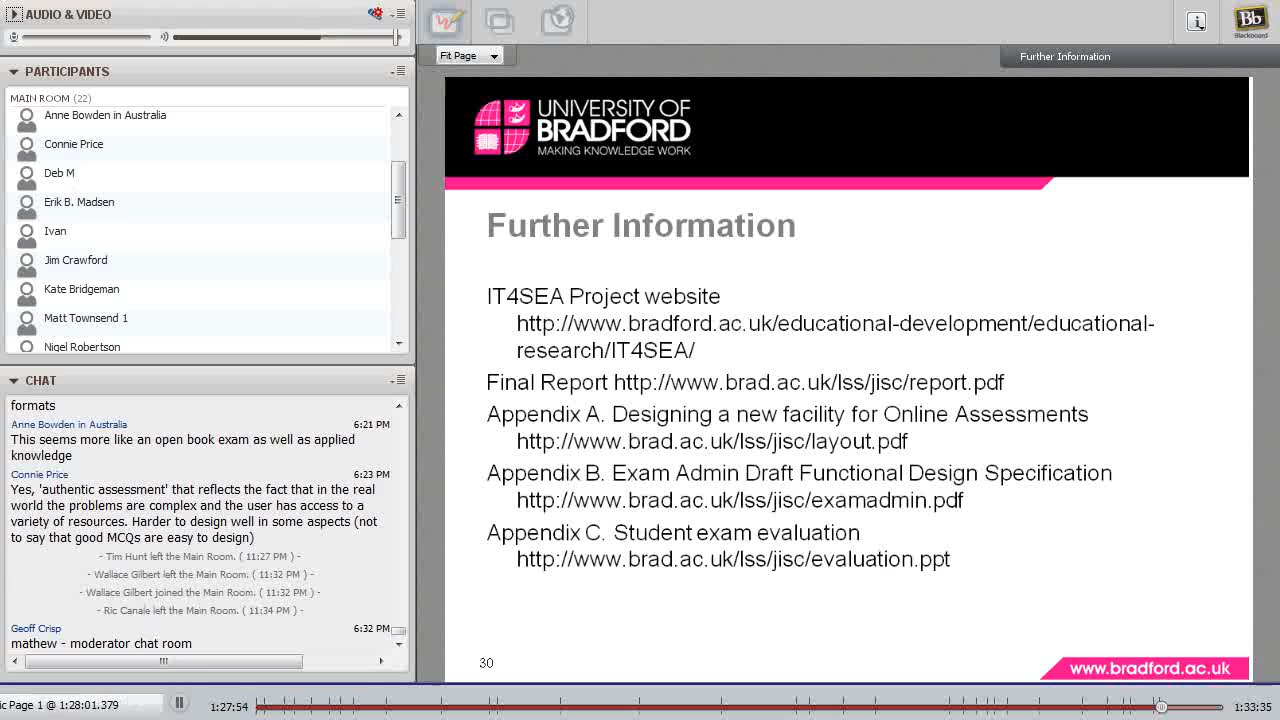 AUDIO & VIDEO
PARTICIPANTS
MAIN ROOM (22)
Anne Bowden in Australia
Connie Price
Deb M
Erik B. Madsen
Ivan
Jim Crawford
Kate Bridgeman
Matt Townsend 1
Nigel Robertson
CHAT
formats
Anne Bowden in Australia 6:21 PM
This seems more like an open book exam as well as applied
knowledge
Connie Price 6:23 PM
Yes, 'authentic assessment' that reflects the fact that in the real
world the problems are complex and the user has access to a
variety of resources. Harder to design well in some aspects (not
to say that good MCQs are easy to design)
- Tim Hunt left the Main Room. ( 11:27 PM ) -
- Wallace Gilbert left the Main Room. ( 11:32 PM ) -
- Wallace Gilbert joined the Main Room. ( 11:32 PM ) -
- Ric Canale left the Main Room. ( 11:34 PM ) -
Geoff Crisp 6:32 PM
mathew - moderator chat room
Fit Page
Further Information
Bb
Blackboard
UNIVERSITY OF
BRADFORD
MAKING KNOWLEDGE WORK
Further Information
IT4SEA Project website
http://www.bradford.ac.uk/educational-development/educational-
research/IT4SEA/
Final Report http://www.brad.ac.uk/lss/jisc/report.pdf
Appendix A. Designing a new facility for Online Assessments
http://www.brad.ac.uk/lss/jisc/layout.pdf
Appendix B. Exam Admin Draft Functional Design Specification
http://www.brad.ac.uk/lss/jisc/examadmin.pdf
Appendix C. Student exam evaluation
http://www.brad.ac.uk/lss/jisc/evaluation.ppt
30
www.bradford.ac.uk
ic Page 1 @ 1:28:01.379
1:27:54
1:33:35